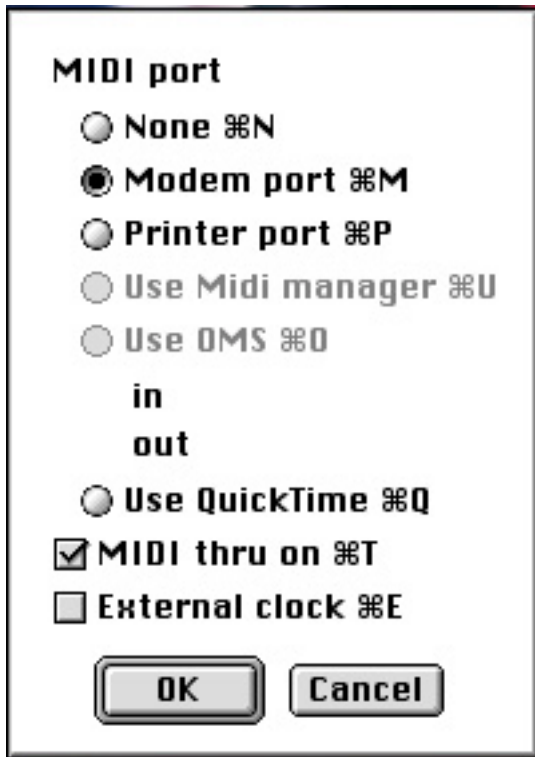 MIDI port
None ⌘N
Modem port ⌘M
Printer port ⌘P
Use Midi manager ⌘U
Use OMS ⌘O
in
out
Use QuickTime ⌘Q
MIDI thru on ⌘T
External clock ⌘E
OK Cancel